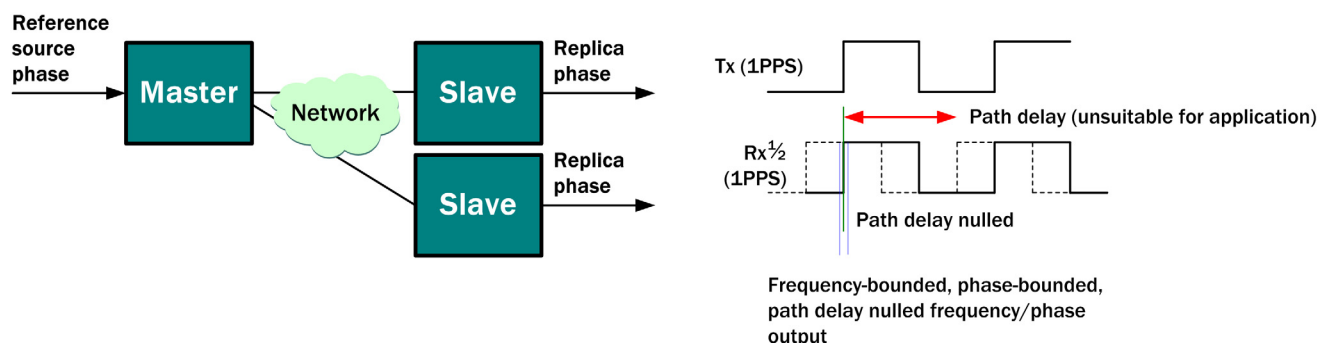 Reference
source
phase
Master
Network
Slave
Replica
phase
Slave
Replica
phase
Tx (1PPS)
Path delay (unsuitable for application)
Rx½
(1PPS)
Path delay nulled
Frequency-bounded, phase-bounded,
path delay nulled frequency/phase
output